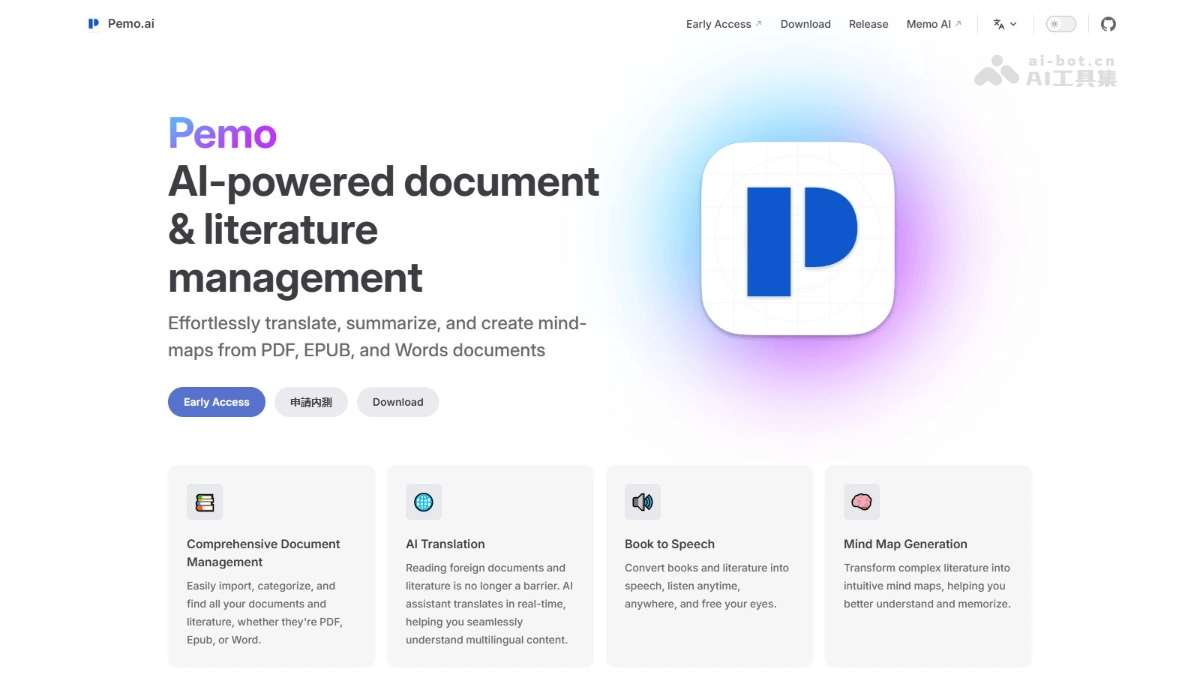 Pemo.ai
Early Access
Download
Release
Memo AI
ai-bot.cn
AI工具集
Pemo
AI-powered document
& literature
management
Effortlessly translate, summarize, and create mind-
maps from PDF, EPUB, and Words documents
Early Access
申請内測
Download
Comprehensive Document
Management
Easily import, categorize, and
find all your documents and
literature, whether they're PDF,
Epub, or Word.
AI Translation
Reading foreign documents and
literature is no longer a barrier. AI
assistant translates in real-time,
helping you seamlessly
understand multilingual content.
Book to Speech
Convert books and literature into
speech, listen anytime,
anywhere, and free your eyes.
Mind Map Generation
Transform complex literature into
intuitive mind maps, helping you
better understand and memorize.